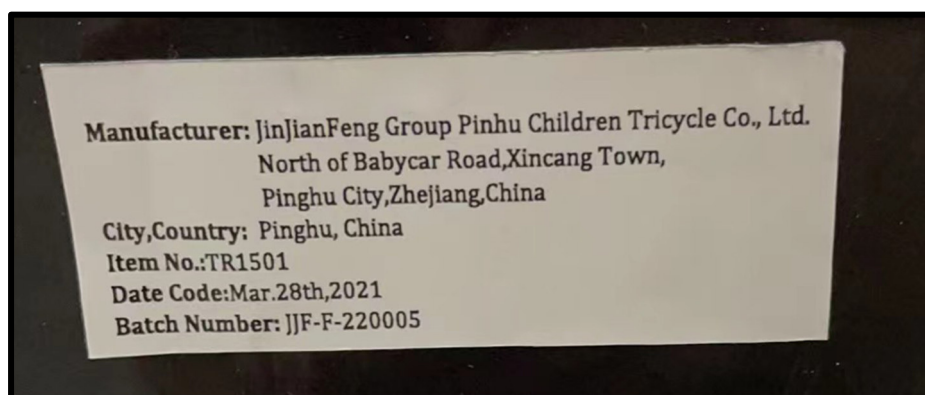 Manufacturer: JinJianFeng Group Pinhu Children Tricycle Co., Ltd.
North of Babycar Road,Xincang Town,
Pinghu City,Zhejiang,China
City,Country: Pinghu, China
Item No.:TR1501
Date Code:Mar.28th,2021
Batch Number: JJF-F-220005